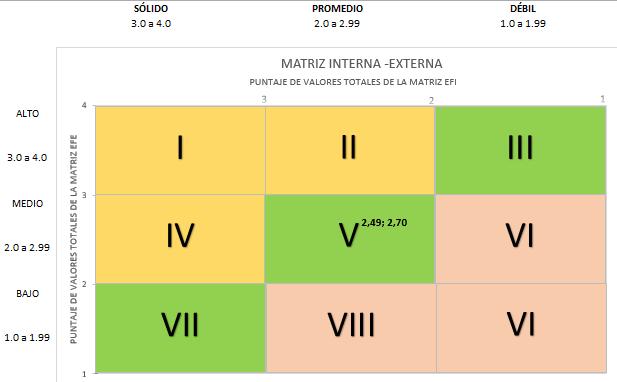 SÓLIDO PROMEDIO DÉBIL
3.0 a 4.0 2.0 a 2.99 1.0 a 1.99
MATRIZ INTERNA -EXTERNA
PUNTAJE DE VALORES TOTALES DE LA MATRIZ EFI
3 2 1
PUNTAJE DE VALORES TOTALES DE LA MATRIZ EFE
4
ALTO
I II III
3.0 a 4.0
3
MEDIO
IV V 2,49; 2,70 VI
2.0 a 2.99
2
BAJO
VII VIII VI
1.0 a 1.99
1